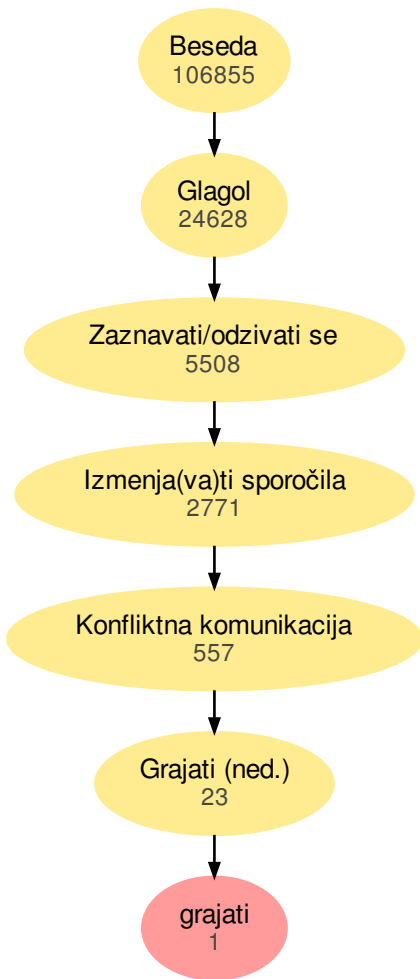 Beseda
106855
Glagol
24628
Zaznavati/odzivati se
5508
Izmenja(va)ti sporočila
2771
Konfliktna komunikacija
557
Grajati (ned.)
23
grajati
1